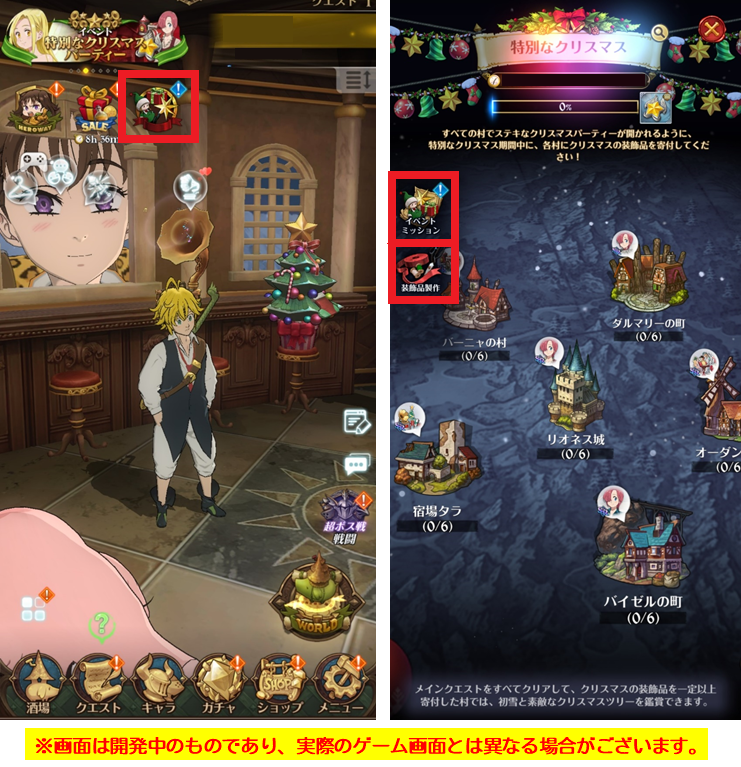 クエスト 1
イベント
特別なクリスマス
パーティー
HERO WAY
SALE
8h 36m
超ボス戦
戦闘
WORLD
酒場
クエスト
キャラ
ガチャ
SHOP
ショップ
メニュー
特別なクリスマス
0%
すべての村でステキなクリスマスパーティーが開かれるように、
特別なクリスマス期間中に、各村にクリスマスの装飾品を寄付してくだ
さい！
イベント
ミッション
装飾品製作
バーニャの村
(0/6)
ダルマリーの町
(0/6)
リオネス城
(0/6)
オーダン
(0/6
宿場タラ
(0/6)
バイゼルの町
(0/6)
メインクエストをすべてクリアして、クリスマスの装飾品を一定以上
寄付した村では、初雪と素敵なクリスマスツリーを鑑賞できます。
※画面は開発中のものであり、実際のゲーム画面とは異なる場合がございます。